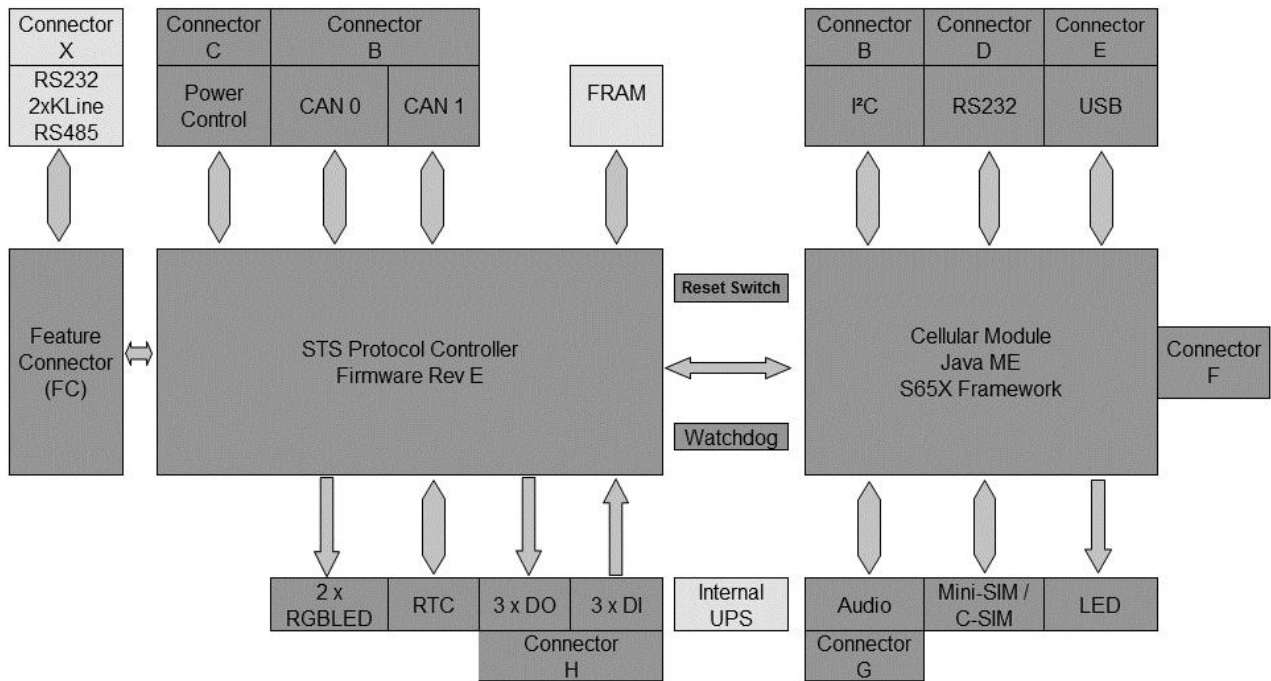 Connector
X
RS232
2xKLine
RS485
Connector
C
Connector
B
Power
Control
CAN 0
CAN 1
FRAM
Connector
B
Connector
D
Connector
E
I²C
RS232
USB
Feature
Connector
(FC)
STS Protocol Controller
Firmware Rev E
Reset Switch
Watchdog
Cellular Module
Java ME
S65X Framework
Connector
F
2 x
RGBLED
RTC
3 x DO
3 x DI
Connector
H
Internal
UPS
Audio
Mini-SIM /
C-SIM
LED
Connector
G